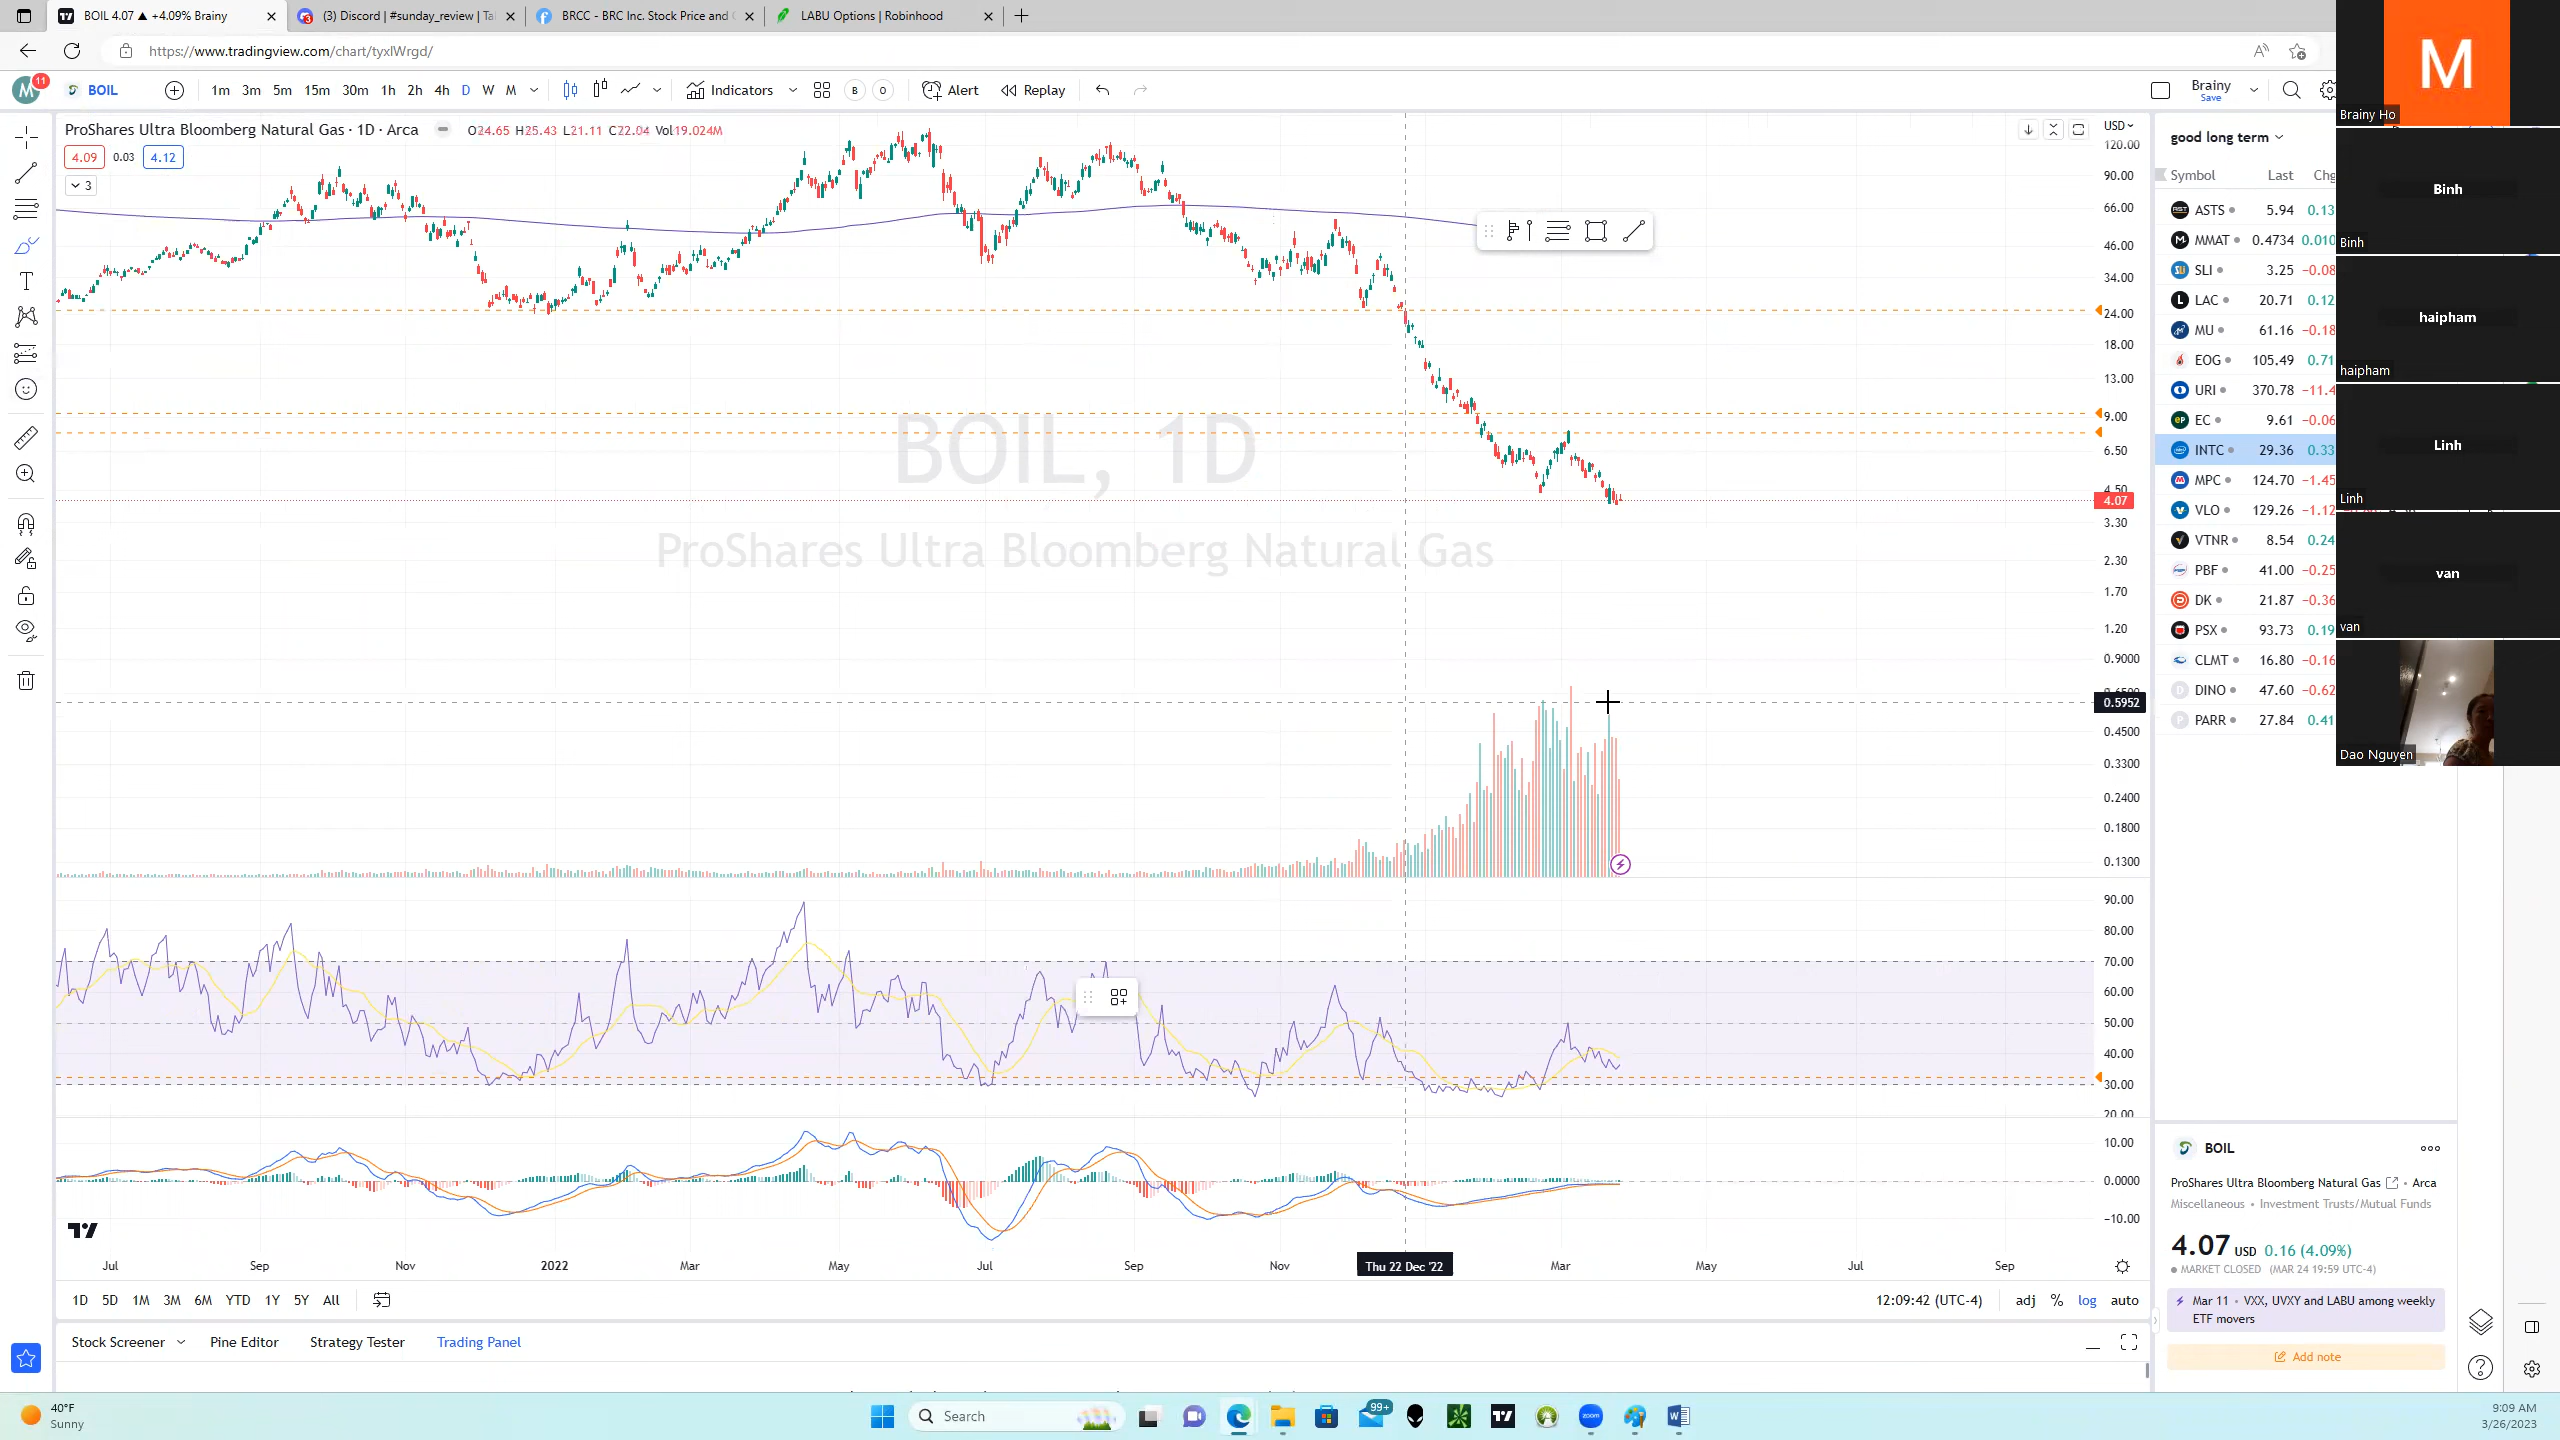 BOIL 4.07 ▲ +4.09% Brainy
(3) Discord | #sunday_review | Ta
BRCC - BRC Inc. Stock Price and
LABU Options | Robinhood
https://www.tradingview.com/chart/tyxlWrgd/
M 11 BOIL 1m 3m 5m 15m 30m 1h 2h 4h D W M Indicators B O Alert Replay Brainy
Save
ProShares Ultra Bloomberg Natural Gas · 1D · Arca O24.65 H25.43 L21.11 C22.04 Vol19.024M
4.09 0.03 4.12
3
USD
120.00
90.00
66.00
46.00
34.00
24.00
18.00
13.00
9.00
6.50
4.50
4.07
3.30
2.30
1.70
1.20
0.9000
0.5952
0.4500
0.3300
0.2400
0.1800
0.1300
BOIL, 1D
ProShares Ultra Bloomberg Natural Gas
90.00
80.00
70.00
60.00
50.00
40.00
30.00
20.00
10.00
0.0000
−10.00
Jul Sep Nov 2022 Mar May Jul Sep Nov Thu 22 Dec '22 Mar May Jul Sep
1D 5D 1M 3M 6M YTD 1Y 5Y All 12:09:42 (UTC-4) adj % log auto
Stock Screener Pine Editor Strategy Tester Trading Panel
good long term
Symbol Last Chg
ASTS 5.94 0.13
MMAT 0.4734 0.010
SLI 3.25 −0.08
LAC 20.71 0.12
MU 61.16 −0.18
EOG 105.49 0.71
URI 370.78 −11.4
EC 9.61 −0.06
INTC 29.36 0.33
MPC 124.70 −1.45
VLO 129.26 −1.12
VTNR 8.54 0.24
PBF 41.00 −0.25
DK 21.87 −0.36
PSX 93.73 0.19
CLMT 16.80 −0.16
DINO 47.60 −0.62
PARR 27.84 0.41
BOIL
ProShares Ultra Bloomberg Natural Gas • Arca
Miscellaneous • Investment Trusts/Mutual Funds
4.07 USD 0.16 (4.09%)
MARKET CLOSED (MAR 24 19:59 UTC-4)
Mar 11 • VXX, UVXY and LABU among weekly
ETF movers
Add note
M
Brainy Ho
Binh
Binh
haipham
haipham
Linh
Linh
van
van
Dao Nguyen
40°F
Sunny
Search
99+
zoom
9:09 AM
3/26/2023